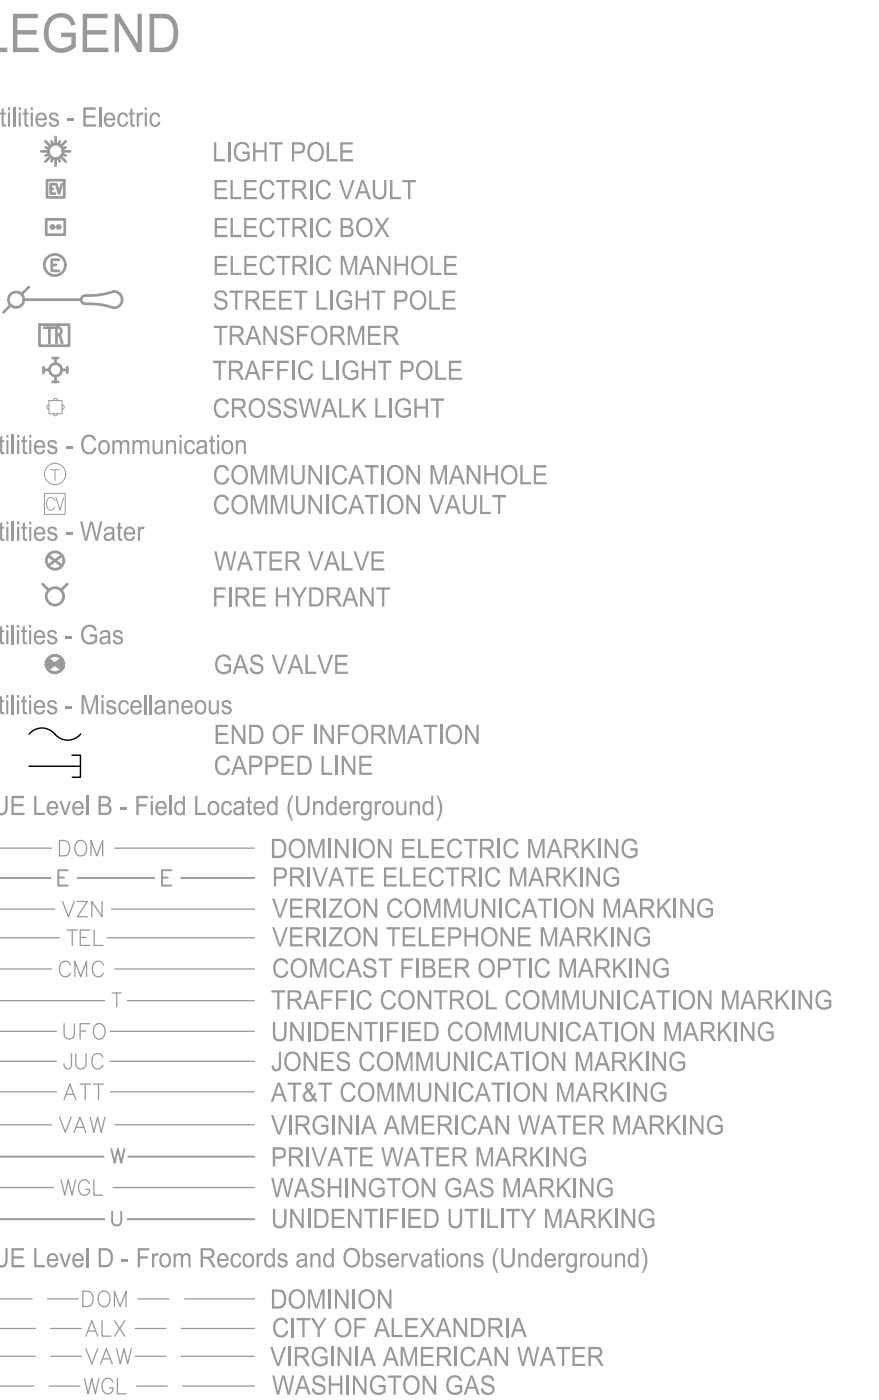 LEGEND
tilities - Electric
LIGHT POLE
EV ELECTRIC VAULT
ELECTRIC BOX
E ELECTRIC MANHOLE
STREET LIGHT POLE
TR TRANSFORMER
TRAFFIC LIGHT POLE
CROSSWALK LIGHT
tilities - Communication
T COMMUNICATION MANHOLE
CV COMMUNICATION VAULT
tilities - Water
WATER VALVE
FIRE HYDRANT
tilities - Gas
GAS VALVE
tilities - Miscellaneous
END OF INFORMATION
CAPPED LINE
UE Level B - Field Located (Underground)
DOM DOMINION ELECTRIC MARKING
E E PRIVATE ELECTRIC MARKING
VZN VERIZON COMMUNICATION MARKING
TEL VERIZON TELEPHONE MARKING
CMC COMCAST FIBER OPTIC MARKING
T TRAFFIC CONTROL COMMUNICATION MARKING
UFO UNIDENTIFIED COMMUNICATION MARKING
JUC JONES COMMUNICATION MARKING
ATT AT&T COMMUNICATION MARKING
VAW VIRGINIA AMERICAN WATER MARKING
W PRIVATE WATER MARKING
WGL WASHINGTON GAS MARKING
U UNIDENTIFIED UTILITY MARKING
UE Level D - From Records and Observations (Underground)
DOM DOMINION
ALX CITY OF ALEXANDRIA
VAW VIRGINIA AMERICAN WATER
WGL WASHINGTON GAS